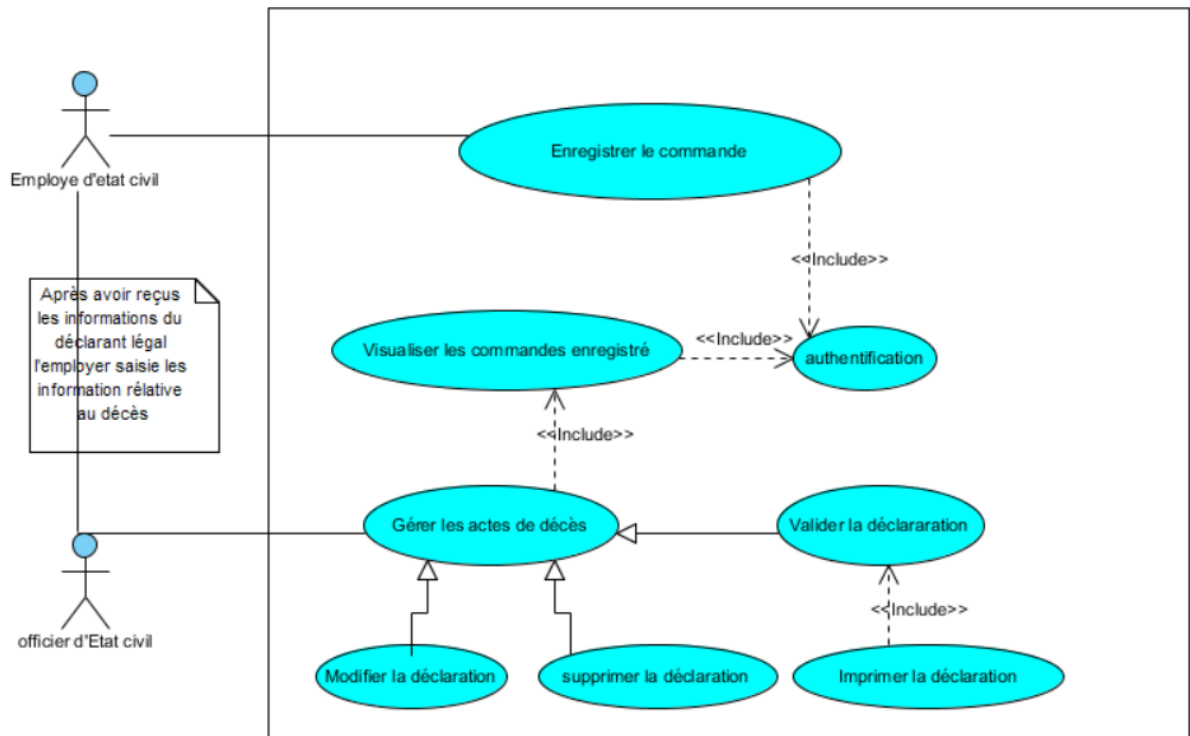 Enregistrer le commande
Employe d'etat civil
<<Include>>
Après avoir reçus
les informations du
déclarant légal
l'employer saisie les
information rélative
au décès
Visualiser les commandes enregistré
<<Include>>
authentification
<<Include>>
Gérer les actes de décès
Valider la déclararation
<<Include>>
officier d'Etat civil
Modifier la déclaration
supprimer la déclaration
Imprimer la déclaration